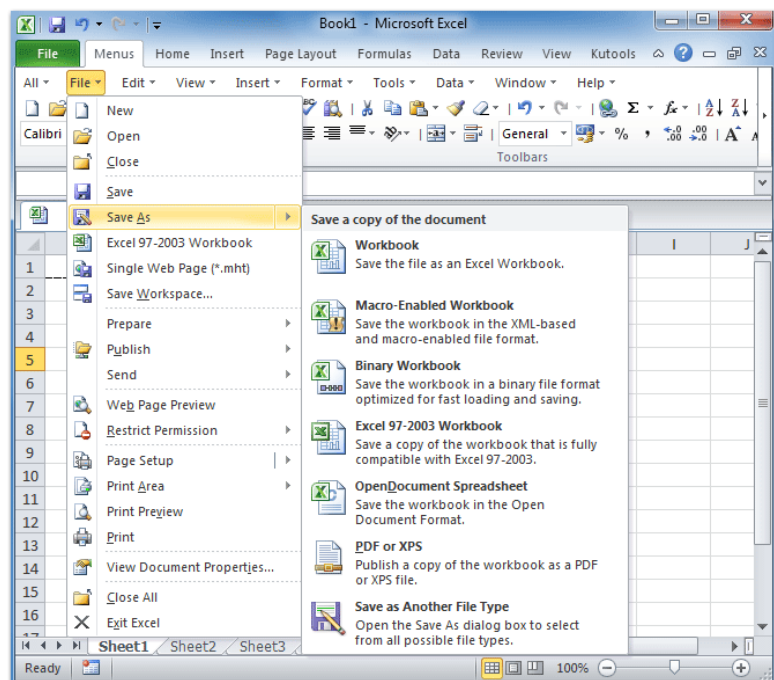 Book1 - Microsoft Excel
File Menus Home Insert Page Layout Formulas Data Review View Kutools
All File Edit View Insert Format Tools Data Window Help
Calibri General % ,
Toolbars
New
Open
Close
Save
Save As
Excel 97-2003 Workbook
Single Web Page (*.mht)
Save Workspace...
Prepare
Publish
Send
Web Page Preview
Restrict Permission
Page Setup
Print Area
Print Preview
Print
View Document Properties...
Close All
Exit Excel
Save a copy of the document
Workbook
Save the file as an Excel Workbook.
Macro-Enabled Workbook
Save the workbook in the XML-based
and macro-enabled file format.
Binary Workbook
Save the workbook in a binary file format
optimized for fast loading and saving.
Excel 97-2003 Workbook
Save a copy of the workbook that is fully
compatible with Excel 97-2003.
OpenDocument Spreadsheet
Save the workbook in the Open
Document Format.
PDF or XPS
Publish a copy of the workbook as a PDF
or XPS file.
Save as Another File Type
Open the Save As dialog box to select
from all possible file types.
I J
1
2
3
4
5
6
7
8
9
10
11
12
13
14
15
16
17
Sheet1 Sheet2 Sheet3
Ready 100%